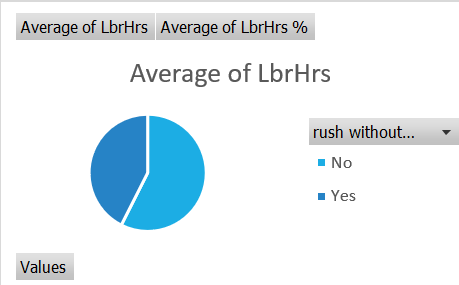 Average of LbrHrs Average of LbrHrs %
Average of LbrHrs
rush without...
No
Yes
Values